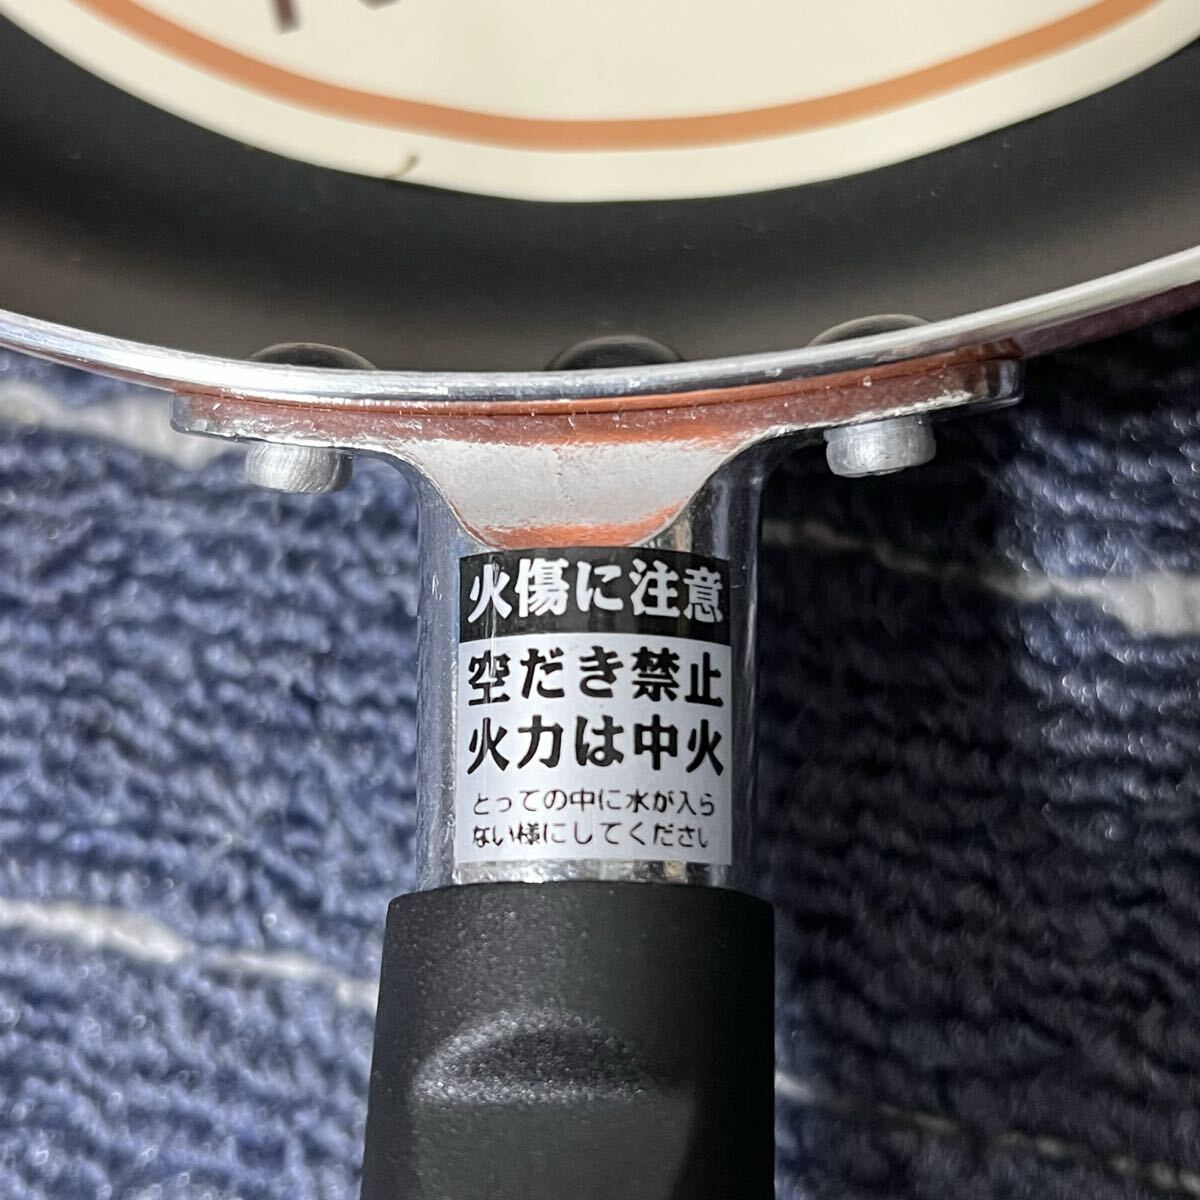 火傷に注意
空だき禁止
火力は中火
とっての中に水が入ら
ない様にしてください